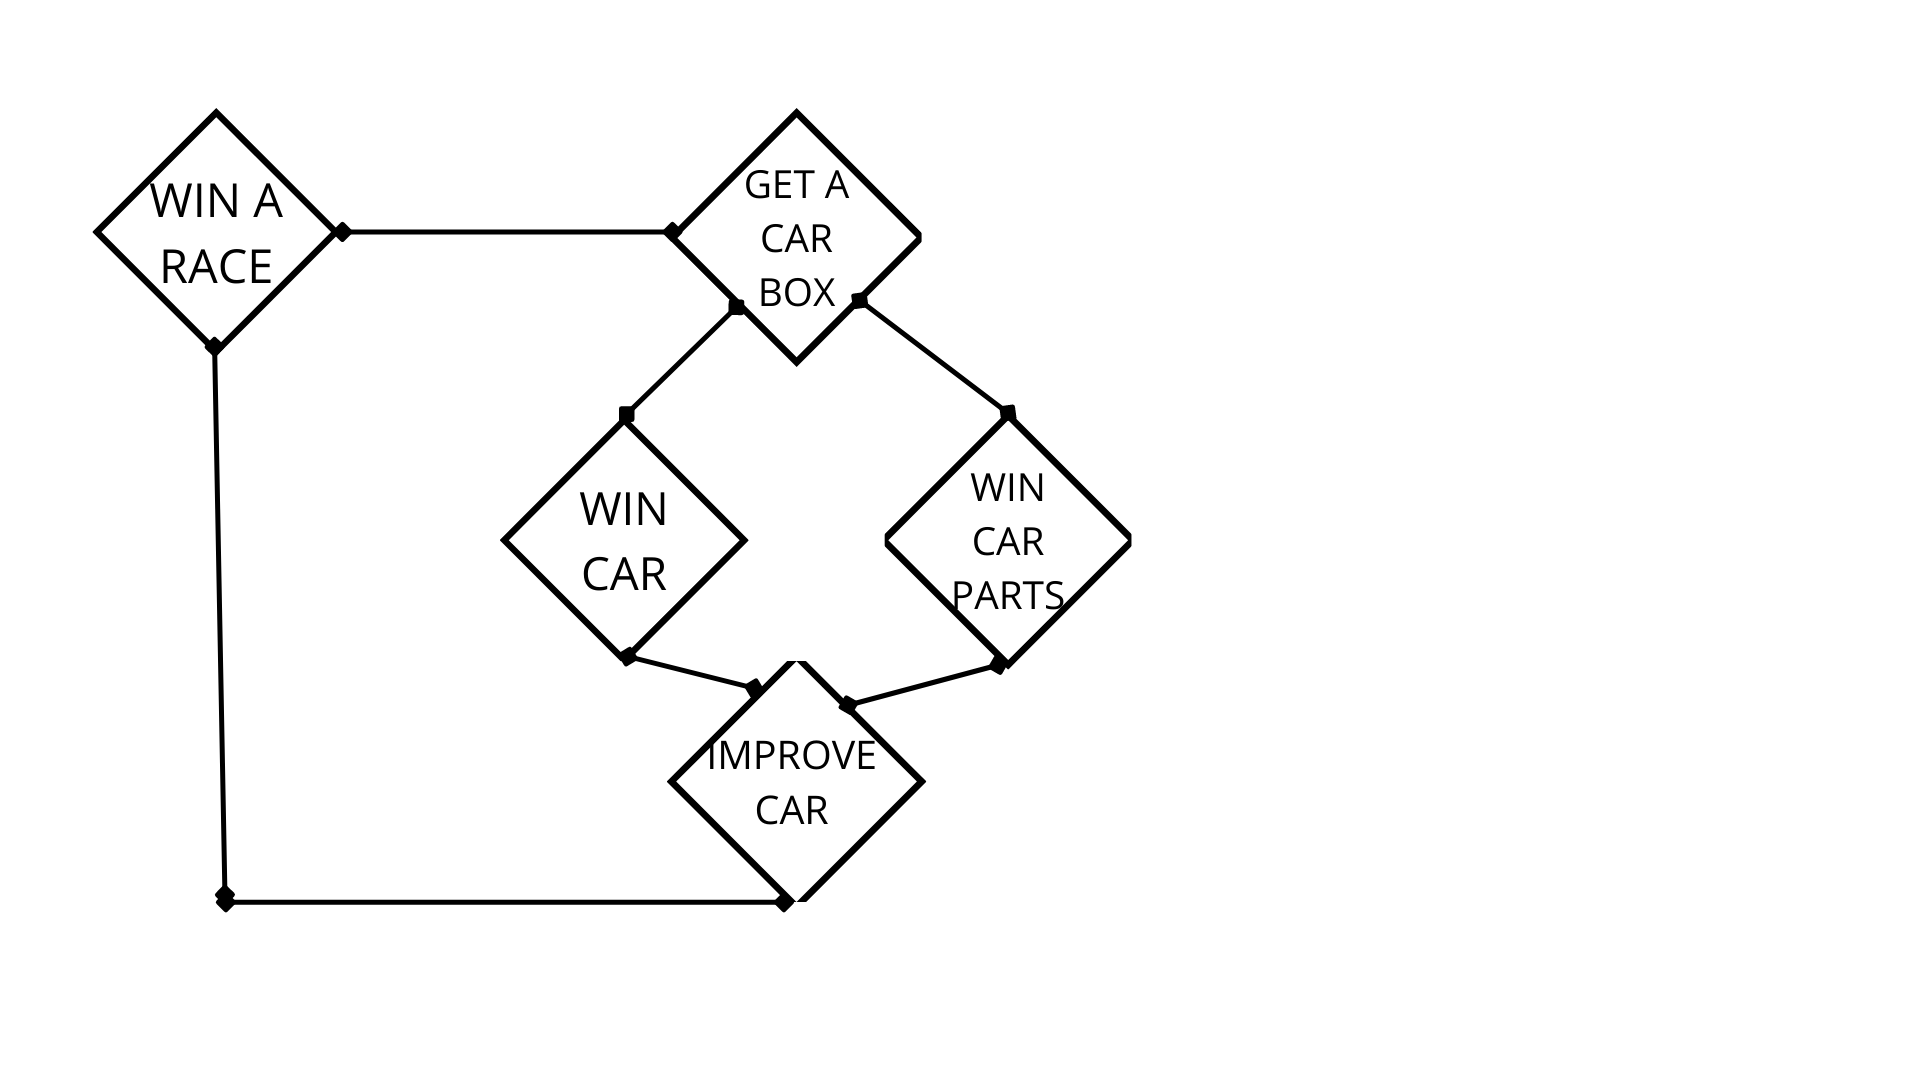 WIN A
RACE
GET A
CAR
BOX
WIN
CAR
WIN
CAR
PARTS
IMPROVE
CAR